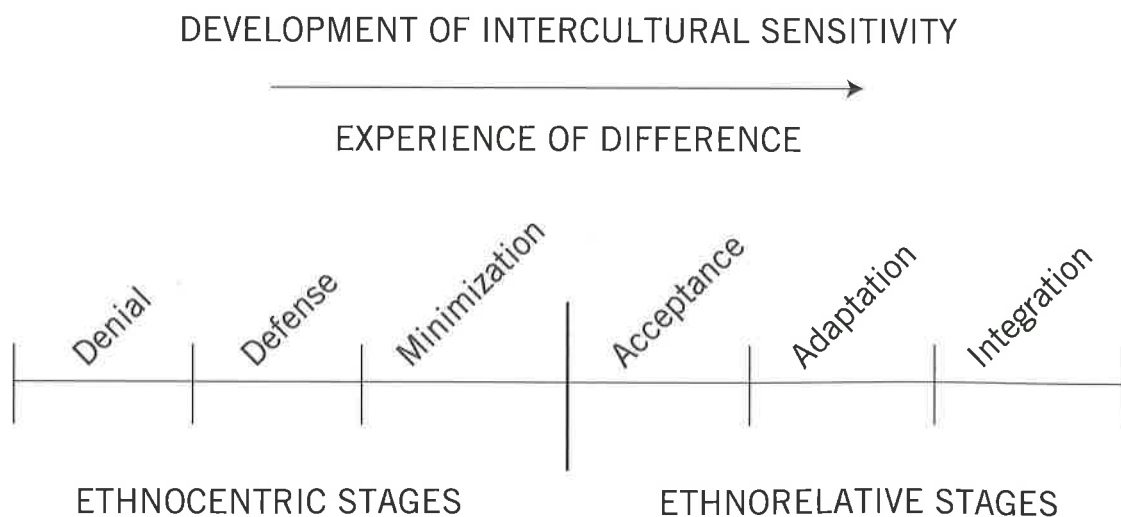 DEVELOPMENT OF INTERCULTURAL SENSITIVITY
EXPERIENCE OF DIFFERENCE
Denial
Defense
Minimization
Acceptance
Adaptation
Integration
ETHNOCENTRIC STAGES
ETHNORELATIVE STAGES